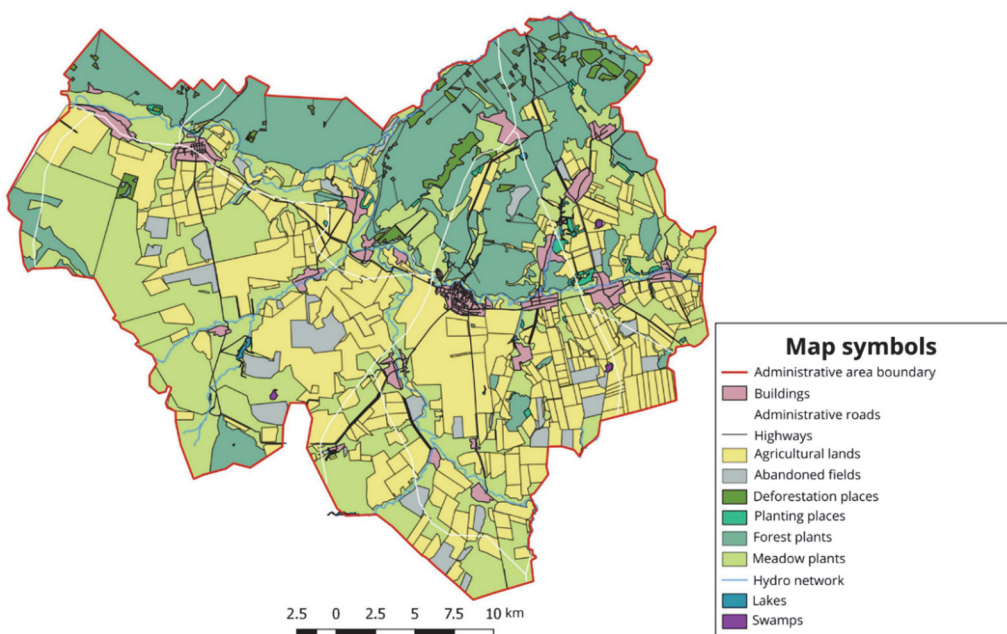 Map symbols
Administrative area boundary
Buildings
Administrative roads
Highways
Agricultural lands
Abandoned fields
Deforestation places
Planting places
Forest plants
Meadow plants
Hydro network
Lakes
Swamps
2.5 0 2.5 5 7.5 10 km